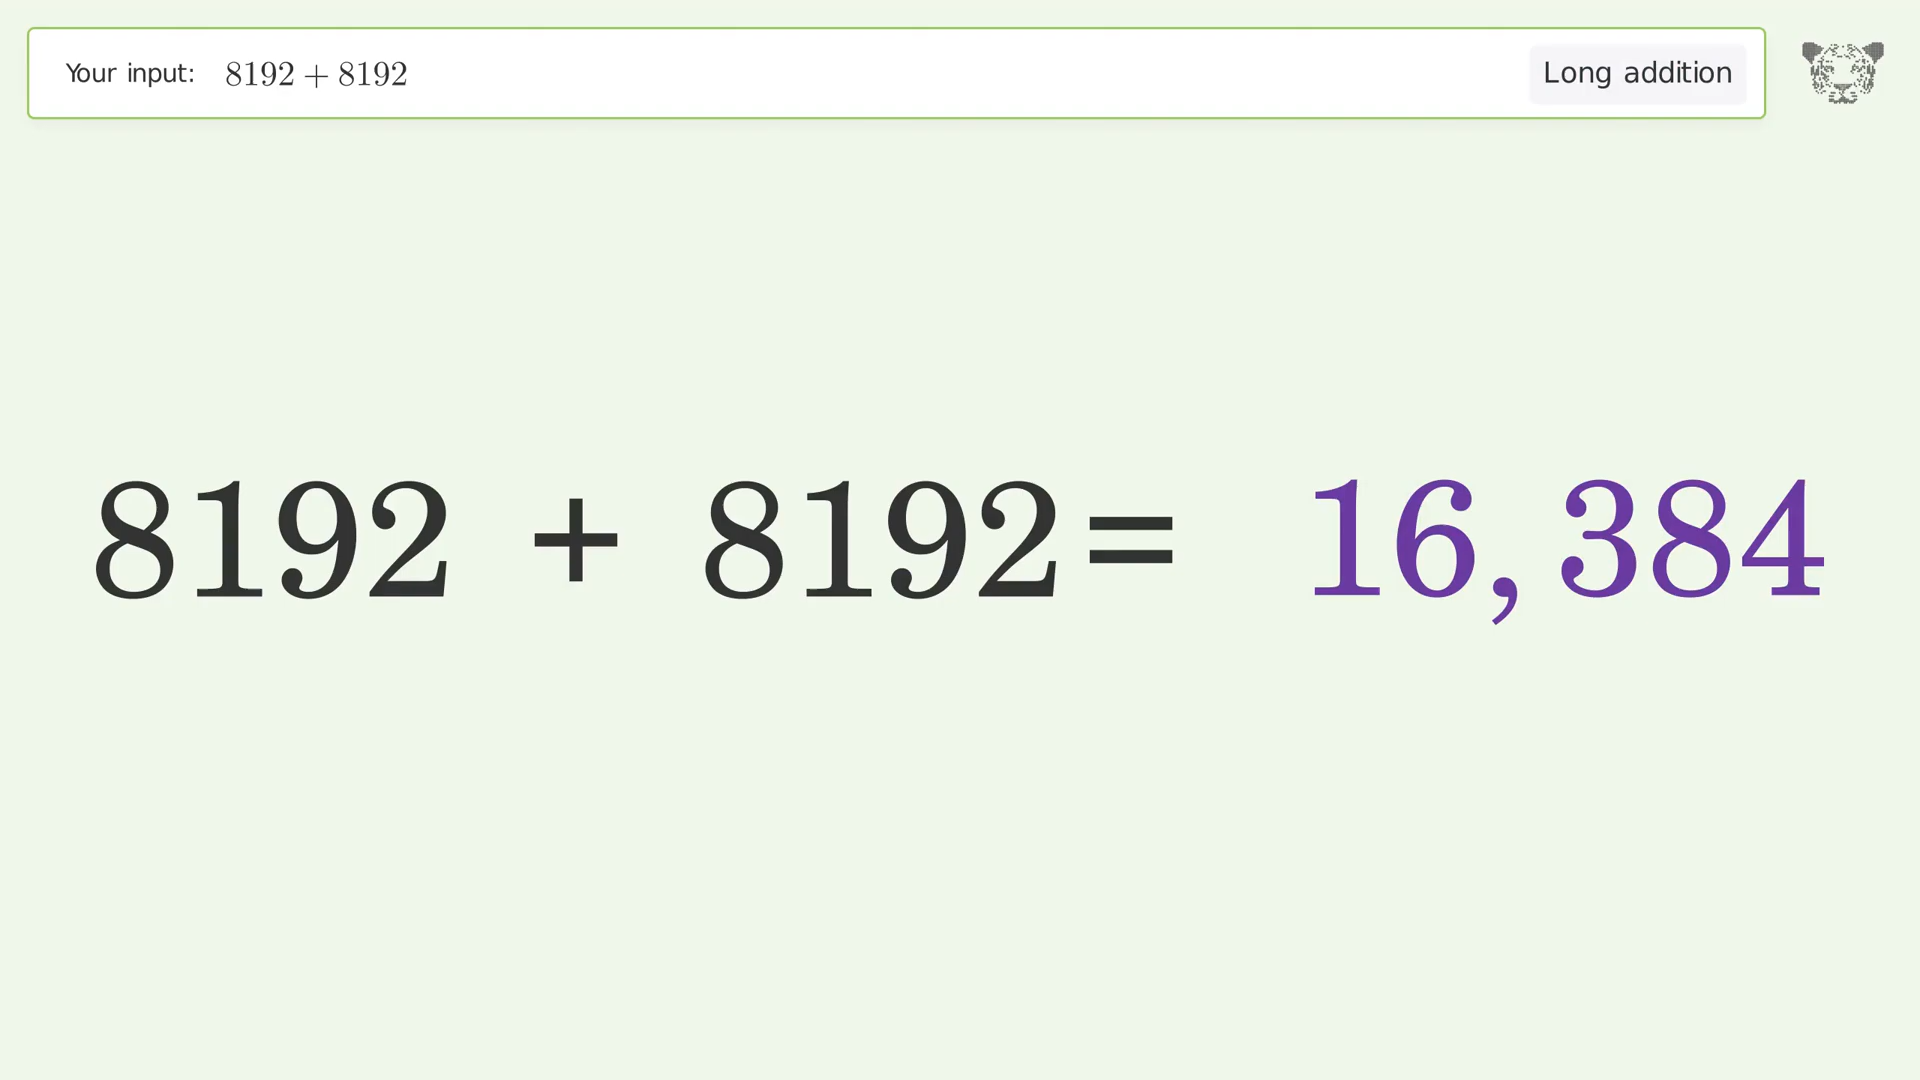 Your input: 8192 + 8192 Long addition
8192 + 8192 = 16,384